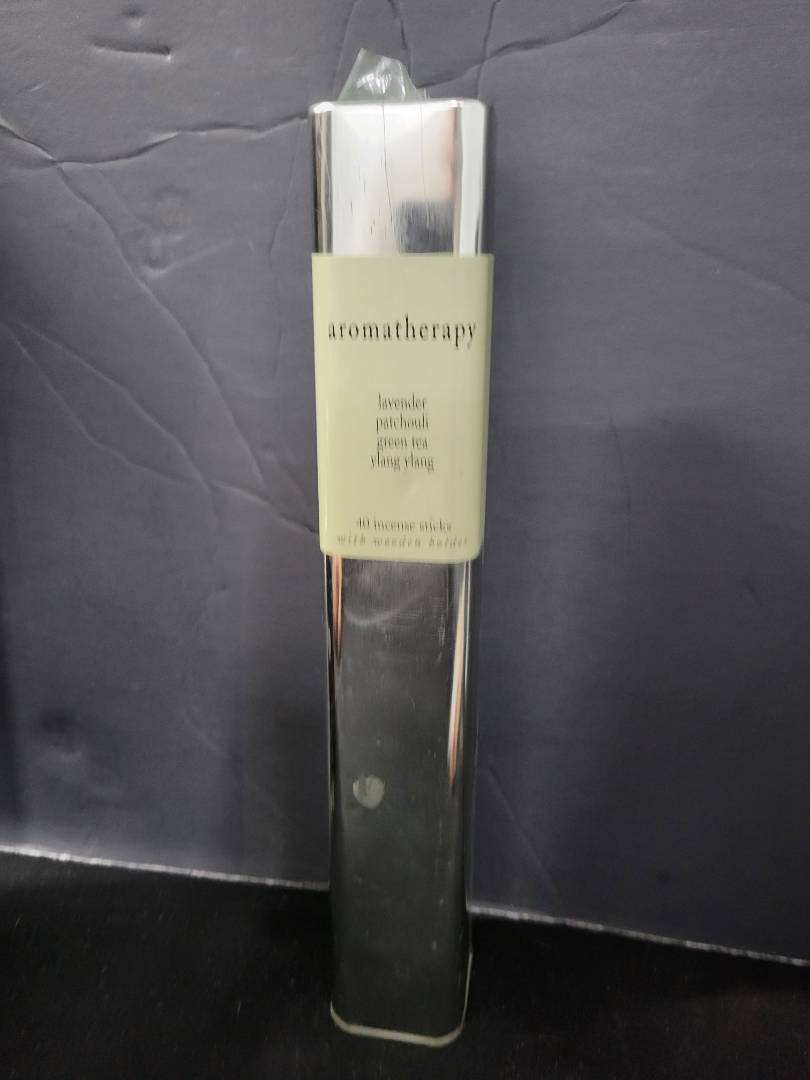 aromatherapy
lavender
patchouli
green tea
ylang ylang
40 incense sticks
with wooden holder